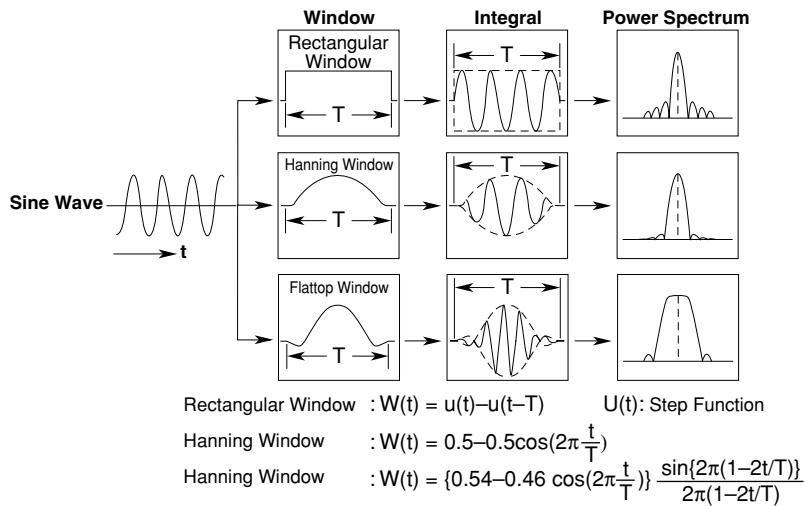 Window Integral Power Spectrum
Rectangular
Window
T
T
Hanning Window
T
T
Sine Wave
t
Flattop Window
T
T
Rectangular Window : W(t) = u(t)–u(t–T) U(t): Step Function
Hanning Window : W(t) = 0.5–0.5cos(2π t/T)
Hanning Window : W(t) = {0.54–0.46 cos(2π t/T)} sin{2π(1–2t/T)} / 2π(1–2t/T)